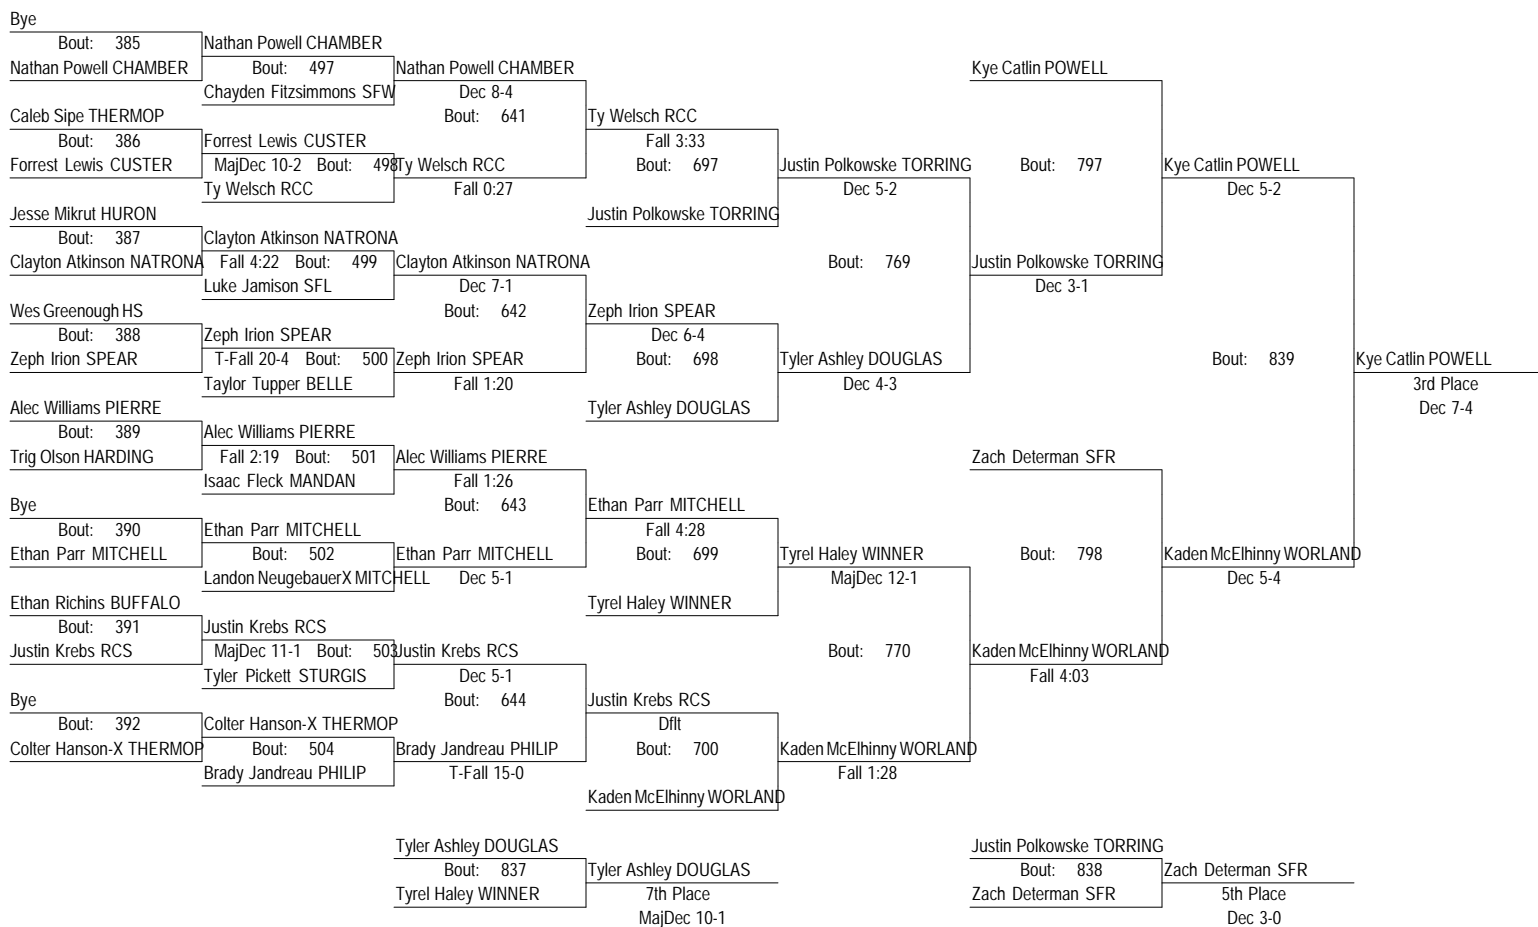 Bye
Bout: 385
Nathan Powell CHAMBER
Caleb Sipe THERMOP
Bout: 386
Forrest Lewis CUSTER
Jesse Mikrut HURON
Bout: 387
Clayton Atkinson NATRONA
Wes Greenough HS
Bout: 388
Zeph Irion SPEAR
Alec Williams PIERRE
Bout: 389
Trig Olson HARDING
Bye
Bout: 390
Ethan Parr MITCHELL
Ethan Richins BUFFALO
Bout: 391
Justin Krebs RCS
Bye
Bout: 392
Colter Hanson-X THERMOP
Nathan Powell CHAMBER
Bout: 497
Chayden Fitzsimmons SFW
Forrest Lewis CUSTER
MajDec 10-2 Bout: 498
Ty Welsch RCC
Clayton Atkinson NATRONA
Fall 4:22 Bout: 499
Luke Jamison SFL
Zeph Irion SPEAR
T-Fall 20-4 Bout: 500
Taylor Tupper BELLE
Alec Williams PIERRE
Fall 2:19 Bout: 501
Isaac Fleck MANDAN
Ethan Parr MITCHELL
Bout: 502
Landon NeugebauerX MITCHELL
Justin Krebs RCS
MajDec 11-1 Bout: 503
Tyler Pickett STURGIS
Colter Hanson-X THERMOP
Bout: 504
Brady Jandreau PHILIP
Nathan Powell CHAMBER
Dec 8-4
Bout: 641
Ty Welsch RCC
Fall 0:27
Clayton Atkinson NATRONA
Dec 7-1
Bout: 642
Zeph Irion SPEAR
Fall 1:20
Alec Williams PIERRE
Fall 1:26
Bout: 643
Ethan Parr MITCHELL
Dec 5-1
Justin Krebs RCS
Dec 5-1
Bout: 644
Brady Jandreau PHILIP
T-Fall 15-0
Ty Welsch RCC
Fall 3:33
Bout: 697
Justin Polkowske TORRING
Zeph Irion SPEAR
Dec 6-4
Bout: 698
Tyler Ashley DOUGLAS
Ethan Parr MITCHELL
Fall 4:28
Bout: 699
Tyrel Haley WINNER
Justin Krebs RCS
Dflt
Bout: 700
Kaden McElhinny WORLAND
Justin Polkowske TORRING
Dec 5-2
Bout: 769
Tyler Ashley DOUGLAS
Dec 4-3
Tyrel Haley WINNER
MajDec 12-1
Bout: 770
Kaden McElhinny WORLAND
Fall 1:28
Kye Catlin POWELL
Bout: 797
Justin Polkowske TORRING
Dec 3-1
Zach Determan SFR
Bout: 798
Kaden McElhinny WORLAND
Fall 4:03
Kye Catlin POWELL
Dec 5-2
Bout: 839
Kaden McElhinny WORLAND
Dec 5-4
Kye Catlin POWELL
3rd Place
Dec 7-4
Tyler Ashley DOUGLAS
Bout: 837
Tyrel Haley WINNER
Tyler Ashley DOUGLAS
7th Place
MajDec 10-1
Justin Polkowske TORRING
Bout: 838
Zach Determan SFR
Zach Determan SFR
5th Place
Dec 3-0